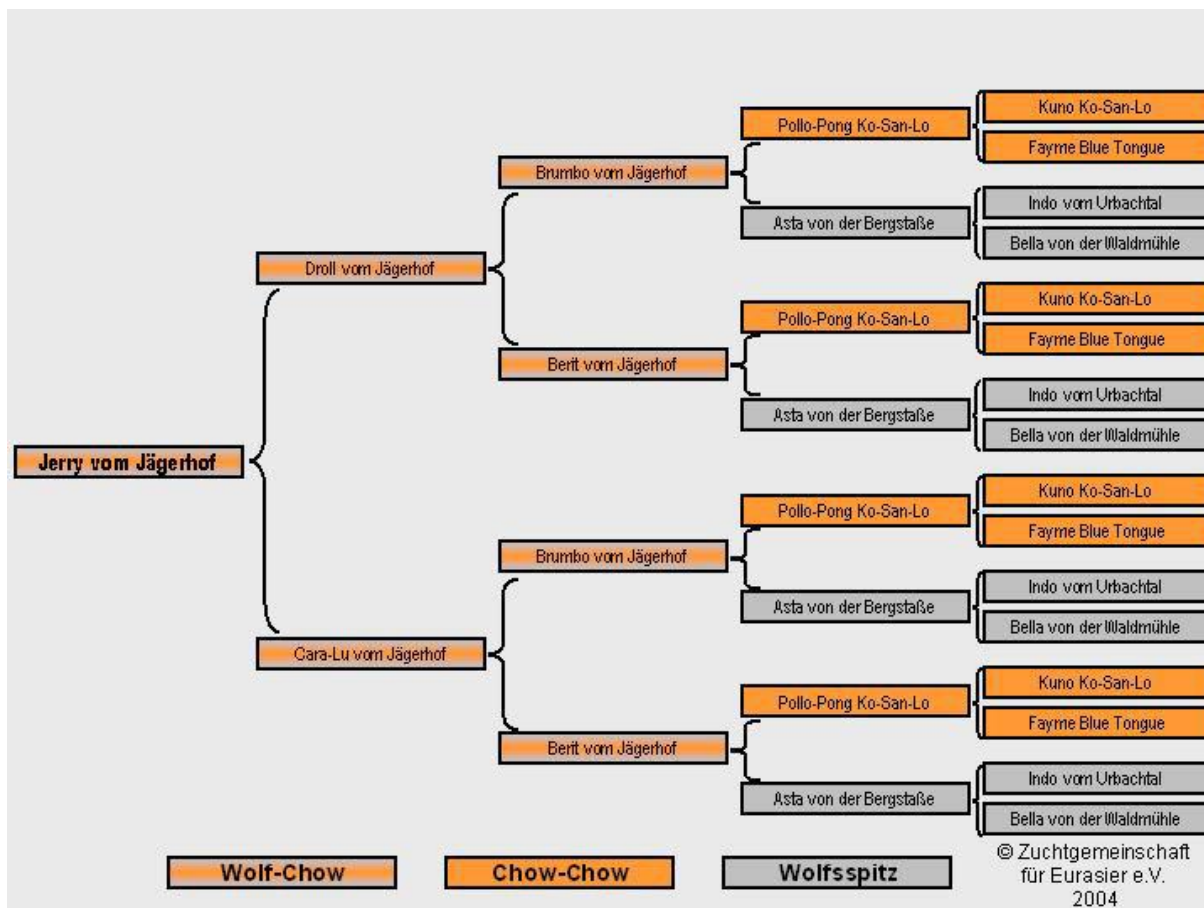 Kuno Ko-San-Lo
Pollo-Pong Ko-San-Lo
Fayme Blue Tongue
Brumbo vom Jägerhof
Indo vom Urbachtal
Asta von der Bergstaße
Bella von der Waldmühle
Droll vom Jägerhof
Kuno Ko-San-Lo
Pollo-Pong Ko-San-Lo
Fayme Blue Tongue
Berit vom Jägerhof
Indo vom Urbachtal
Asta von der Bergstaße
Bella von der Waldmühle
Jerry vom Jägerhof
Kuno Ko-San-Lo
Pollo-Pong Ko-San-Lo
Fayme Blue Tongue
Brumbo vom Jägerhof
Indo vom Urbachtal
Asta von der Bergstaße
Bella von der Waldmühle
Cara-Lu vom Jägerhof
Kuno Ko-San-Lo
Pollo-Pong Ko-San-Lo
Fayme Blue Tongue
Berit vom Jägerhof
Indo vom Urbachtal
Asta von der Bergstaße
Bella von der Waldmühle
Wolf-Chow
Chow-Chow
Wolfsspitz
© Zuchtgemeinschaft
für Eurasier e.V.
2004